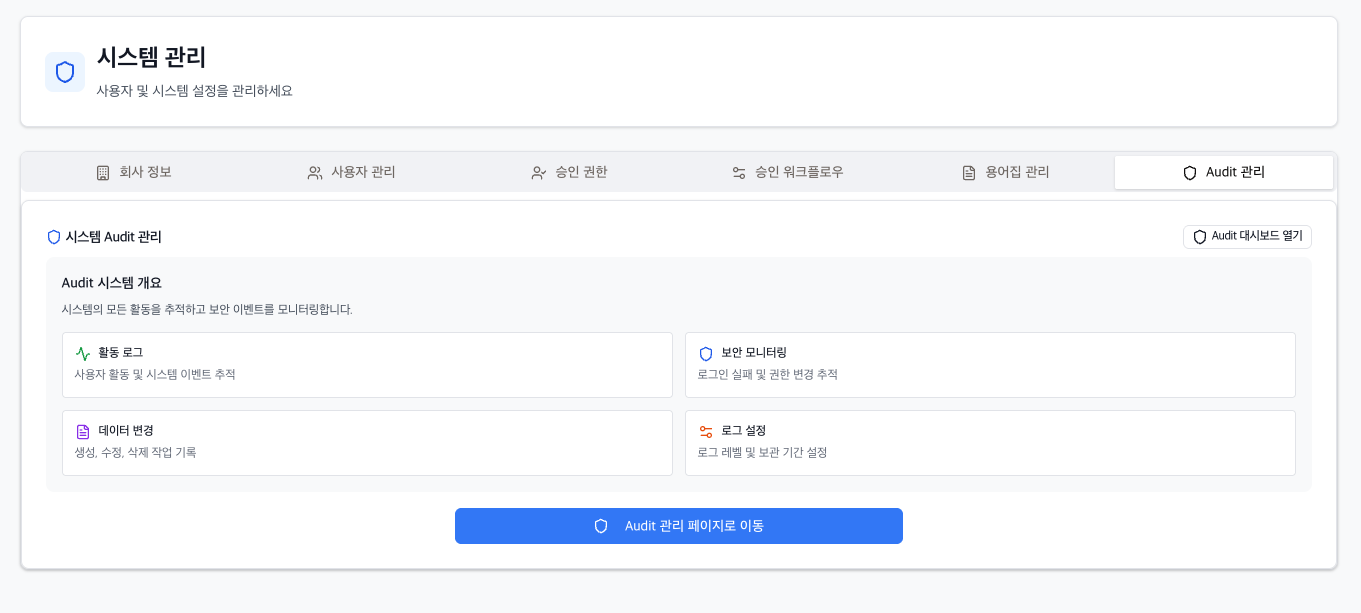 시스템 관리
사용자 및 시스템 설정을 관리하세요
회사 정보
사용자 관리
승인 권한
승인 워크플로우
용어집 관리
Audit 관리
시스템 Audit 관리
Audit 대시보드 열기
Audit 시스템 개요
시스템의 모든 활동을 추적하고 보안 이벤트를 모니터링합니다.
활동 로그
사용자 활동 및 시스템 이벤트 추적
보안 모니터링
로그인 실패 및 권한 변경 추적
데이터 변경
생성, 수정, 삭제 작업 기록
로그 설정
로그 레벨 및 보관 기간 설정
Audit 관리 페이지로 이동